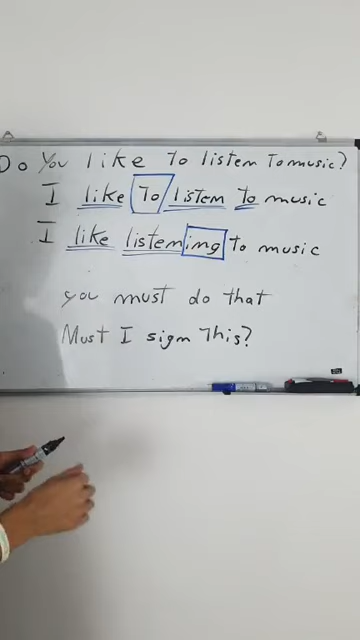 Do You like To listen To music?
I like To listen to music
I like listening to music
you must do that
Must I sign This?